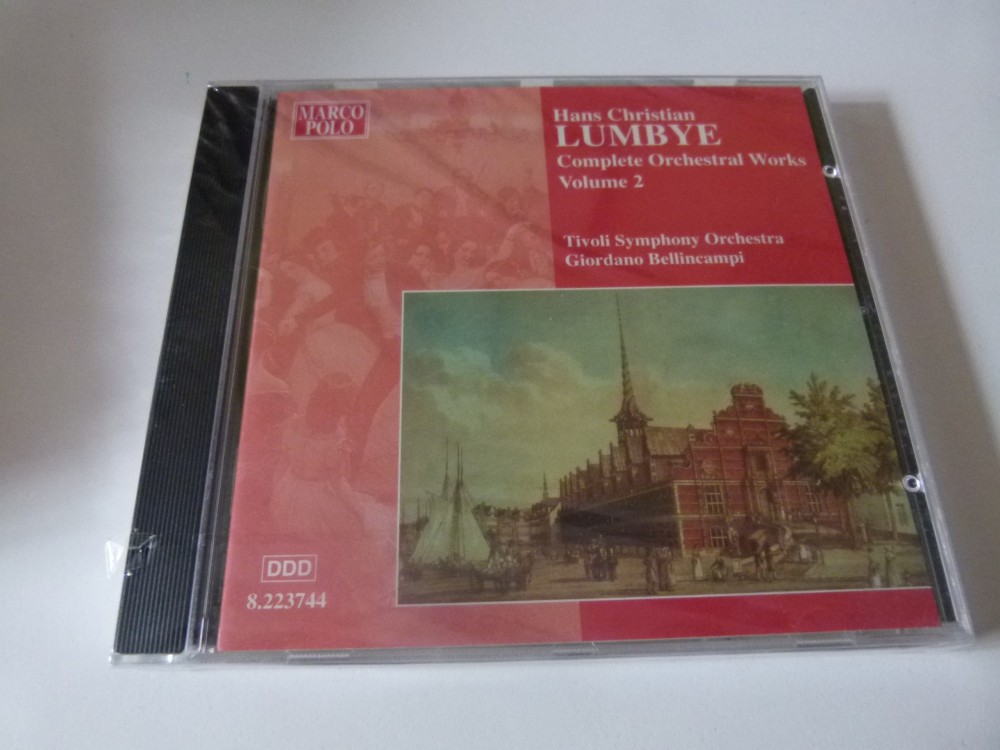 MARCO
POLO
Hans Christian
LUMBYE
Complete Orchestral Works
Volume 2
Tivoli Symphony Orchestra
Giordano Bellincampi
DDD
8.223744